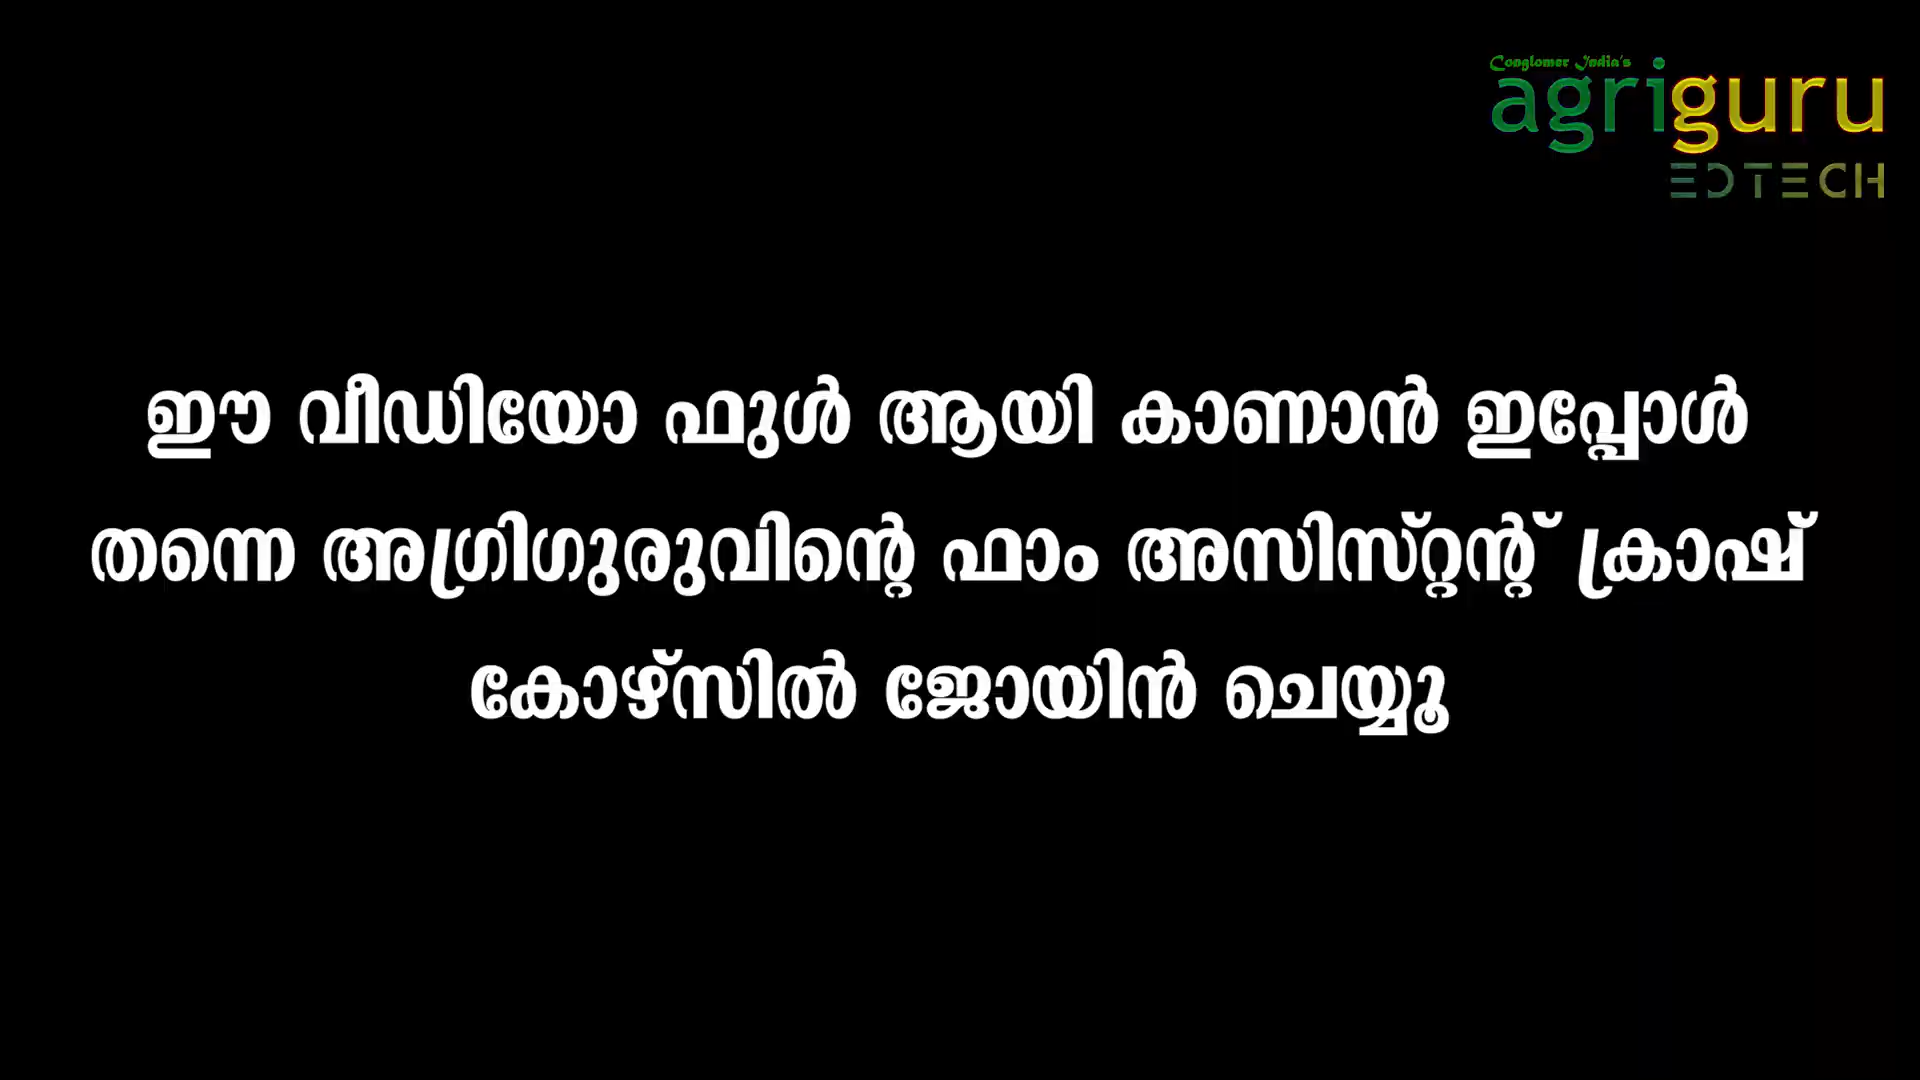 Conglomer India's
agriguru
EDTECH
ഈ വീഡിയോ ഫുൾ ആയി കാണാൻ ഇപ്പോൾ
തന്നെ അഗ്രിഗുരുവിന്റെ ഫാം അസിസ്റ്റന്റ് ക്രാഷ്
കോഴ്സിൽ ജോയിൻ ചെയ്യൂ